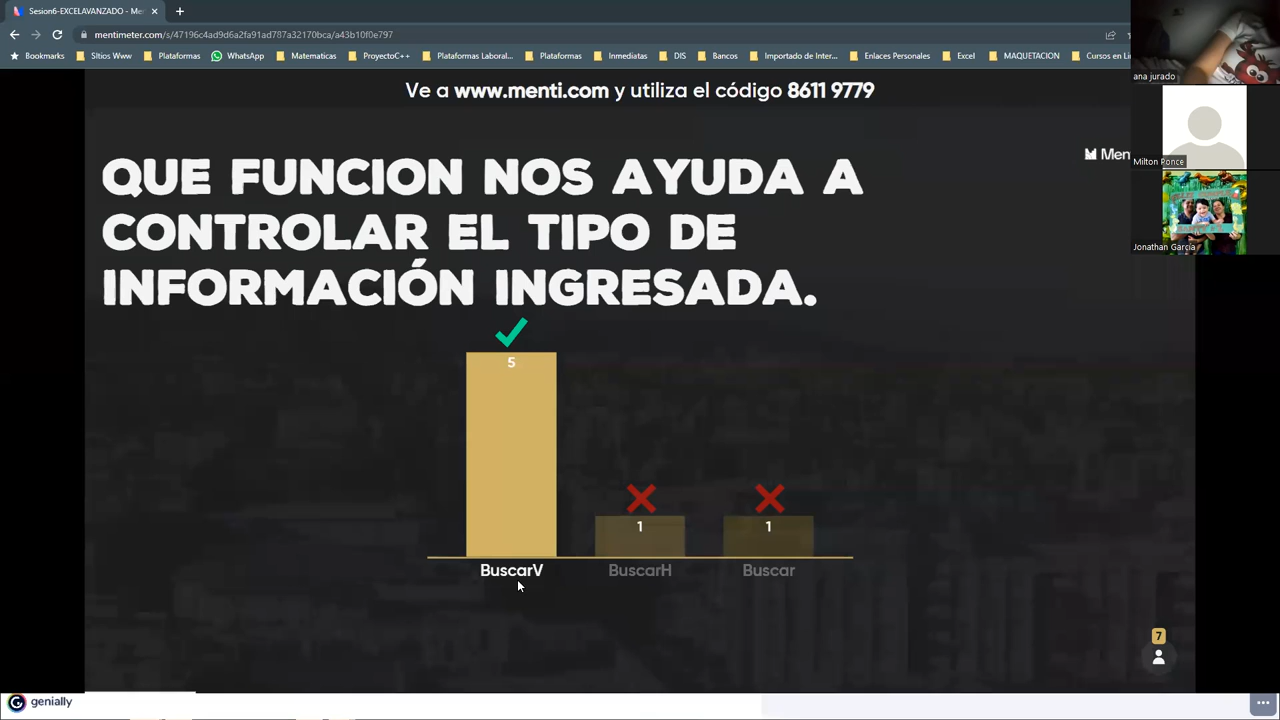 Sesion6-EXCELAVANZADO - Me
mentimeter.com/s/47196c4ad9d6a2fa91ad787a32170bca/a43b10f0e797
Bookmarks
Sítios Www
Plataformas
WhatsApp
Matematicas
ProyectoC++
Plataformas Laboral...
Plataformas
Inmediatas
DIS
Bancos
Importado de Inter...
Enlaces Personales
Excel
MAQUETACION
Cursos en Li
ana jurado
Milton Ponce
Jonathan Garcia
Ve a www.menti.com y utiliza el código 8611 9779
Men
QUE FUNCION NOS AYUDA A
CONTROLAR EL TIPO DE
INFORMACIÓN INGRESADA.
5
1
1
BuscarV
BuscarH
Buscar
7
genially